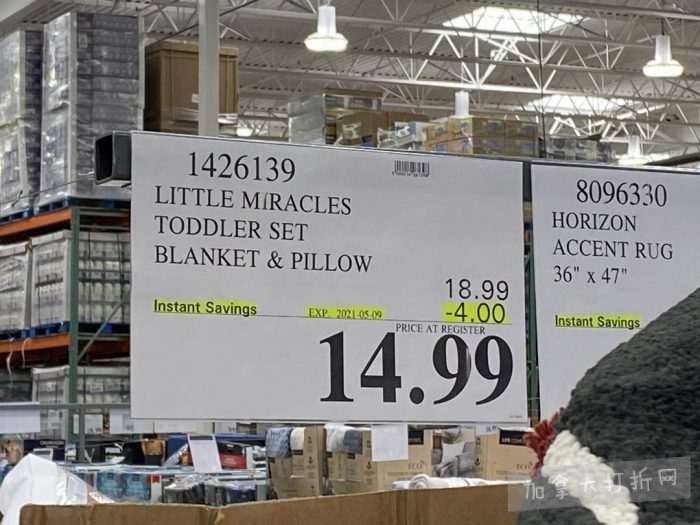 1426139
LITTLE MIRACLES
TODDLER SET
BLANKET & PILLOW
18.99
Instant Savings EXP. 2021-05-09 -4.00
PRICE AT REGISTER
14.99
8096330
HORIZON
ACCENT RUG
36" x 47"
Instant Savings
ECO
加拿大打折网